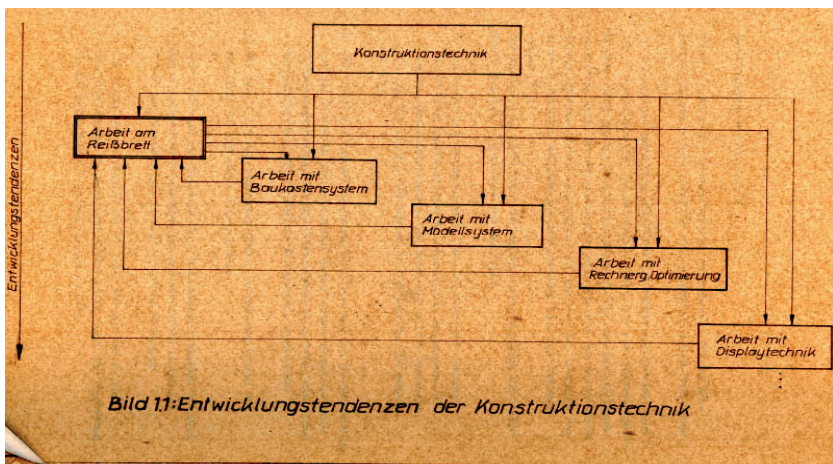 Konstruktionstechnik
Arbeit am
Reißbrett
Arbeit mit
Baukastensystem
Arbeit mit
Modellsystem
Arbeit mit
Rechnerg. Optimierung
Arbeit mit
Displaytechnik
Entwicklungstendenzen
Bild 1.1: Entwicklungstendenzen der Konstruktionstechnik